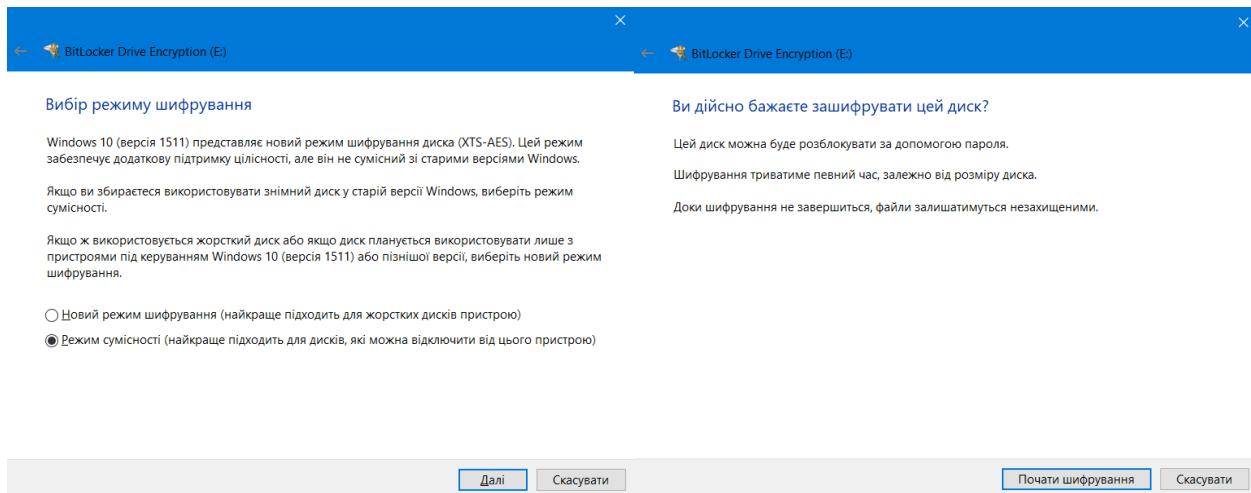 BitLocker Drive Encryption (E:)
Вибір режиму шифрування
Windows 10 (версія 1511) представляє новий режим шифрування диска (XTS-AES). Цей режим
забезпечує додаткову підтримку цілісності, але він не сумісний зі старими версіями Windows.
Якщо ви збираєтеся використовувати знімний диск у старій версії Windows, виберіть режим
сумісності.
Якщо ж використовується жорсткий диск або якщо диск планується використовувати лише з
пристроями під керуванням Windows 10 (версія 1511) або пізнішої версії, виберіть новий режим
шифрування.
Новий режим шифрування (найкраще підходить для жорстких дисків пристрою)
Режим сумісності (найкраще підходить для дисків, які можна відключити від цього пристрою)
Далі
Скасувати
BitLocker Drive Encryption (E:)
Ви дійсно бажаєте зашифрувати цей диск?
Цей диск можна буде розблокувати за допомогою пароля.
Шифрування триватиме певний час, залежно від розміру диска.
Доки шифрування не завершиться, файли залишатимуться незахищеними.
Почати шифрування
Скасувати